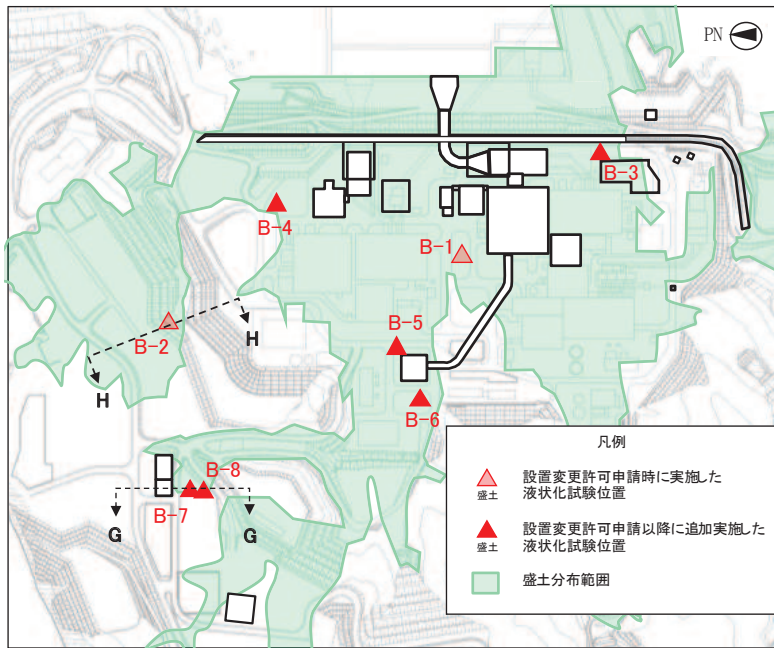 PN
B-3
B-4
B-1
B-5
B-2
H
H
B-6
B-8
B-7
G
G
凡例
盛土
設置変更許可申請時に実施した
液状化試験位置
盛土
設置変更許可申請以降に追加実施した
液状化試験位置
盛土分布範囲